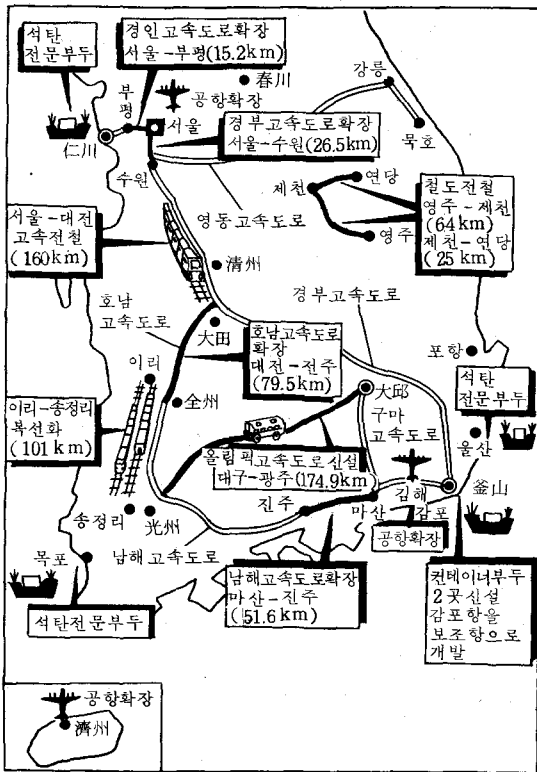 석탄
전문부두
경인고속도로확장
서울-부평(15.2km)
春川
강릉
묵호
부평
공항확장
서울
仁川
경부고속도로확장
서울-수원(26.5km)
수원
영동고속도로
제천
연당
영주
철도전철
영주-제천
(64km)
제천-연당
(25km)
서울-대전
고속전철
(160km)
淸州
경부고속도로
호남
고속도로
大田
호남고속도로
확장
대전-전주
(79.5km)
포항
석탄
전문부두
울산
이리
全州
大邱
구마
고속도로
이리-송정리
복선화
(101km)
올림픽고속도로신설
대구-광주(174.9km)
김해
釜山
진주
마산
감포
공항확장
송정리
光州
목포
남해고속도로
석탄전문부두
남해고속도로확장
마산-진주
(51.6km)
컨테이너부두
2곳신설
감포항을
보조항으로
개발
공항확장
濟州